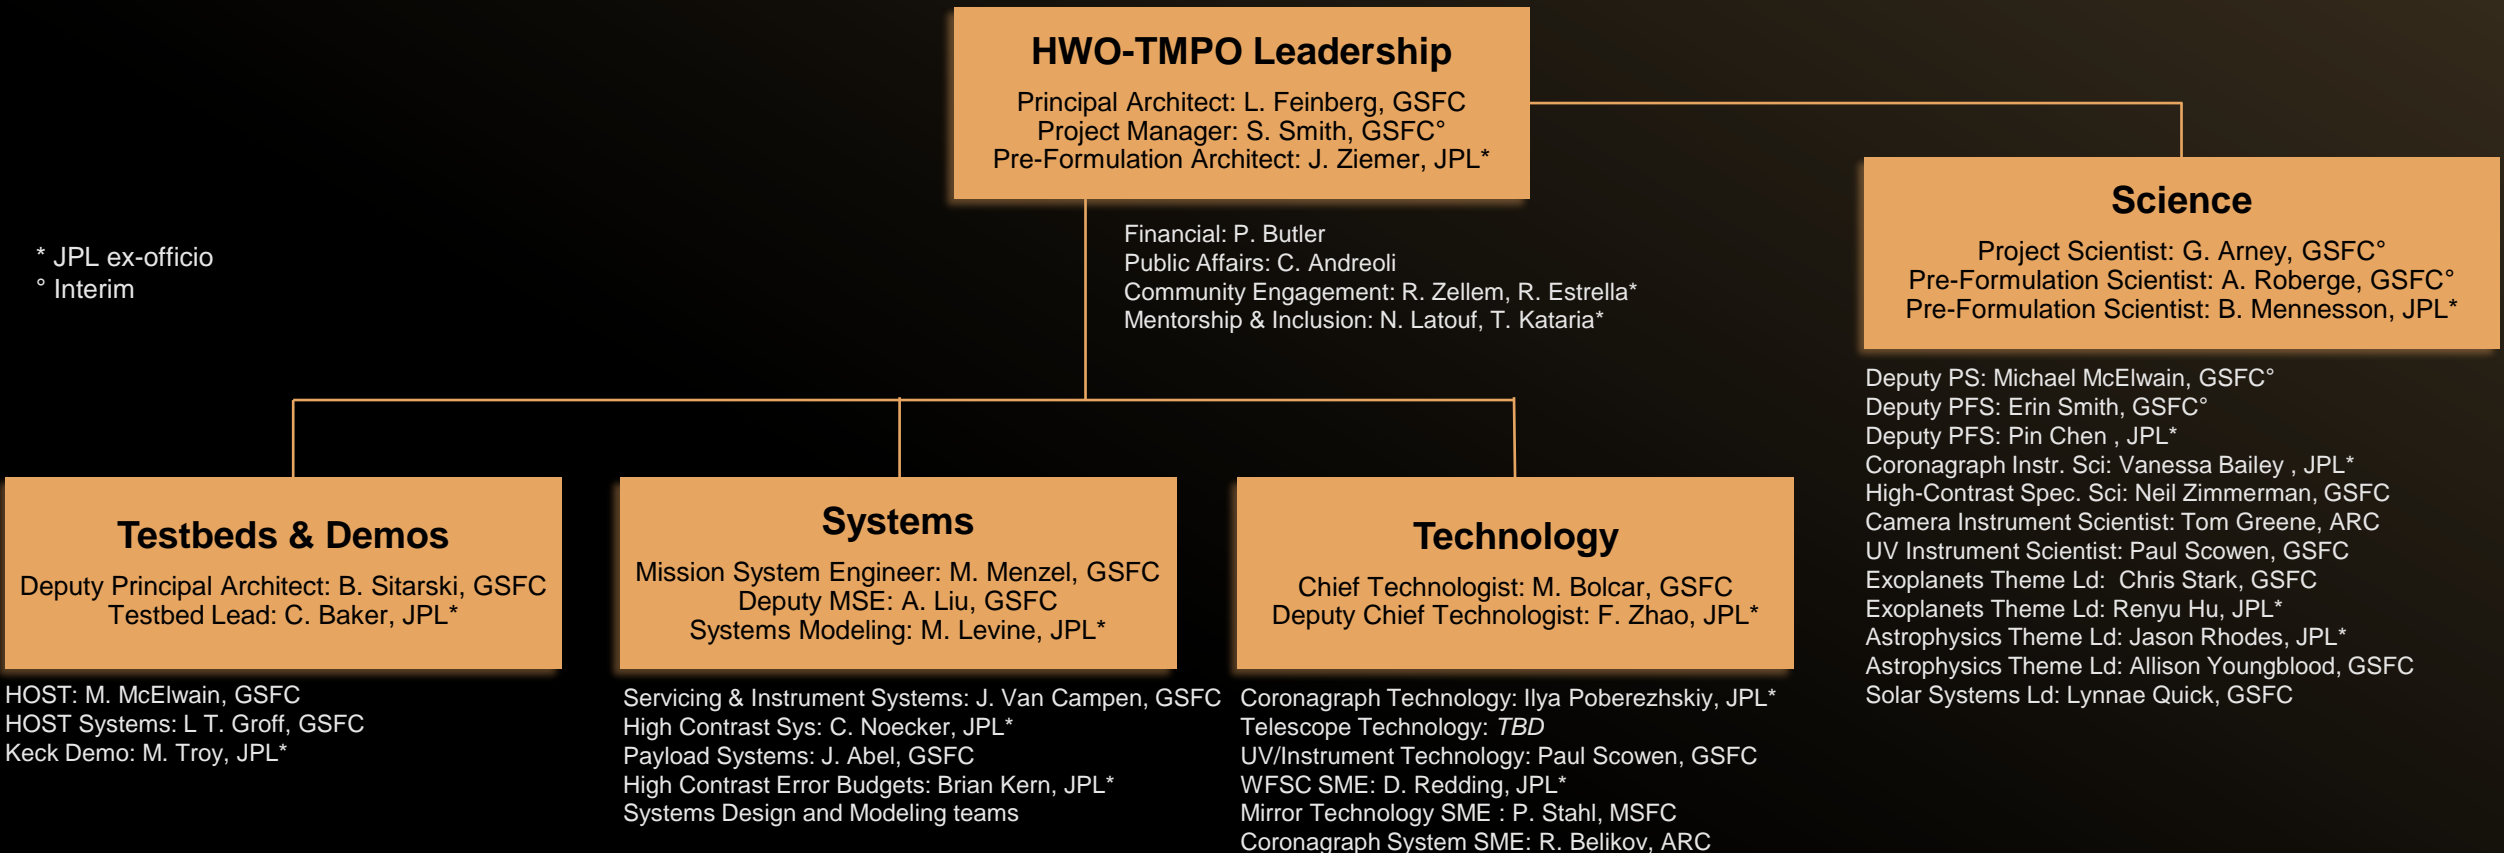 HWO-TMPO Leadership
Principal Architect: L. Feinberg, GSFC
Project Manager: S. Smith, GSFC°
Pre-Formulation Architect: J. Ziemer, JPL*
* JPL ex-officio
° Interim
Financial: P. Butler
Public Affairs: C. Andreoli
Community Engagement: R. Zellem, R. Estrella*
Mentorship & Inclusion: N. Latouf, T. Kataria*
Science
Project Scientist: G. Arney, GSFC°
Pre-Formulation Scientist: A. Roberge, GSFC°
Pre-Formulation Scientist: B. Mennesson, JPL*
Deputy PS: Michael McElwain, GSFC°
Deputy PFS: Erin Smith, GSFC°
Deputy PFS: Pin Chen , JPL*
Coronagraph Instr. Sci: Vanessa Bailey , JPL*
High-Contrast Spec. Sci: Neil Zimmerman, GSFC
Camera Instrument Scientist: Tom Greene, ARC
UV Instrument Scientist: Paul Scowen, GSFC
Exoplanets Theme Ld: Chris Stark, GSFC
Exoplanets Theme Ld: Renyu Hu, JPL*
Astrophysics Theme Ld: Jason Rhodes, JPL*
Astrophysics Theme Ld: Allison Youngblood, GSFC
Solar Systems Ld: Lynnae Quick, GSFC
Testbeds & Demos
Deputy Principal Architect: B. Sitarski, GSFC
Testbed Lead: C. Baker, JPL*
HOST: M. McElwain, GSFC
HOST Systems: L T. Groff, GSFC
Keck Demo: M. Troy, JPL*
Systems
Mission System Engineer: M. Menzel, GSFC
Deputy MSE: A. Liu, GSFC
Systems Modeling: M. Levine, JPL*
Servicing & Instrument Systems: J. Van Campen, GSFC
High Contrast Sys: C. Noecker, JPL*
Payload Systems: J. Abel, GSFC
High Contrast Error Budgets: Brian Kern, JPL*
Systems Design and Modeling teams
Technology
Chief Technologist: M. Bolcar, GSFC
Deputy Chief Technologist: F. Zhao, JPL*
Coronagraph Technology: Ilya Poberezhskiy, JPL*
Telescope Technology: TBD
UV/Instrument Technology: Paul Scowen, GSFC
WFSC SME: D. Redding, JPL*
Mirror Technology SME : P. Stahl, MSFC
Coronagraph System SME: R. Belikov, ARC